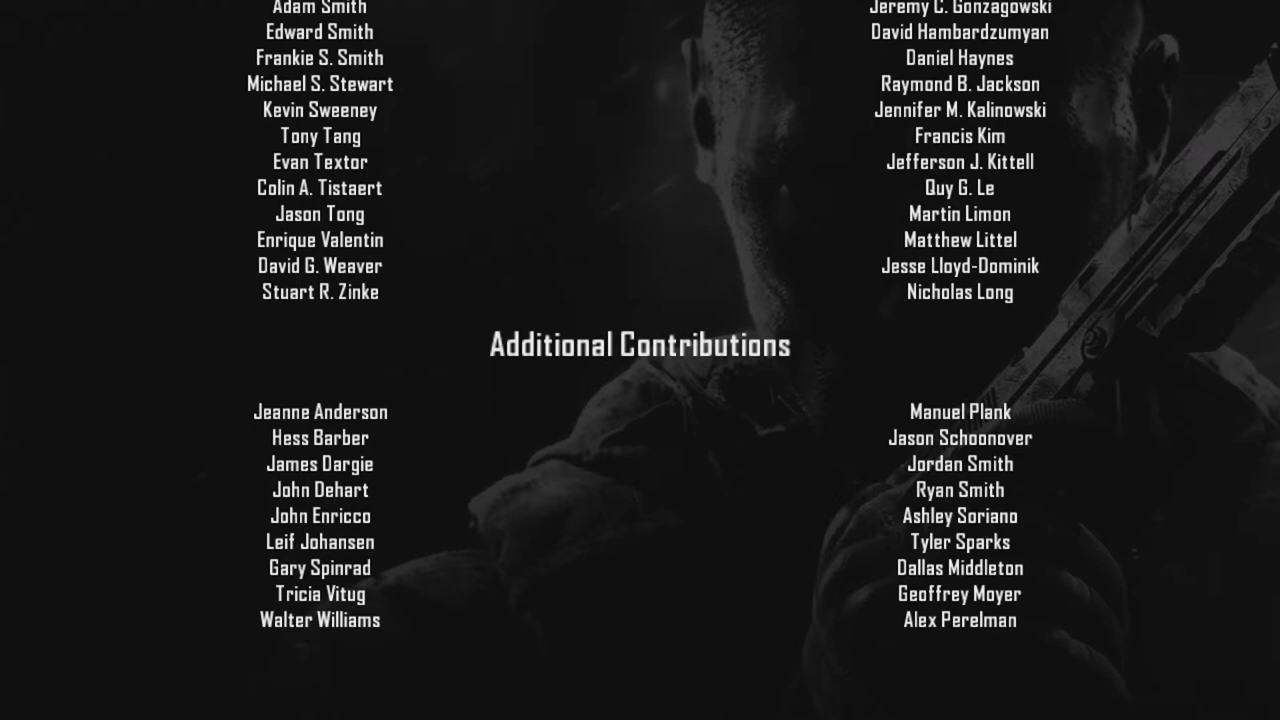 Adam Smith
Edward Smith
Frankie S. Smith
Michael S. Stewart
Kevin Sweeney
Tony Tang
Evan Textor
Colin A. Tistaert
Jason Tong
Enrique Valentin
David G. Weaver
Stuart R. Zinke
Jeremy C. Gonzagowski
David Hambardzumyan
Daniel Haynes
Raymond B. Jackson
Jennifer M. Kalinowski
Francis Kim
Jefferson J. Kittell
Quy G. Le
Martin Limon
Matthew Littel
Jesse Lloyd-Dominik
Nicholas Long
Additional Contributions
Jeanne Anderson
Hess Barber
James Dargie
John Dehart
John Enricco
Leif Johansen
Gary Spinrad
Tricia Vitug
Walter Williams
Manuel Plank
Jason Schoonover
Jordan Smith
Ryan Smith
Ashley Soriano
Tyler Sparks
Dallas Middleton
Geoffrey Moyer
Alex Perelman